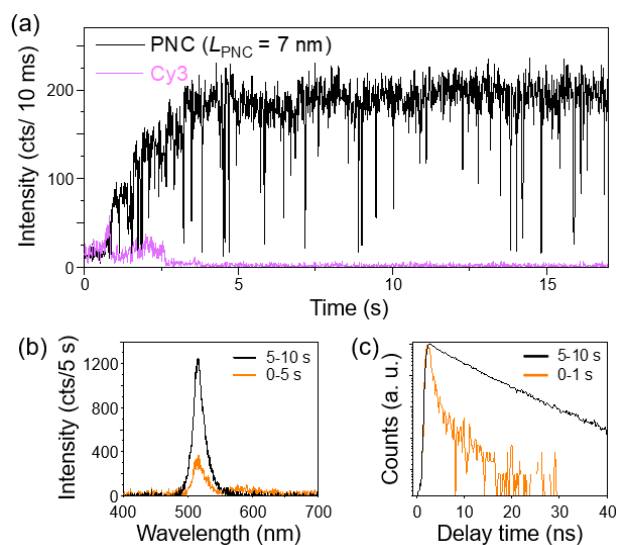 (a)
PNC (LPNC = 7 nm)
Cy3
Intensity (cts/ 10 ms)
200
100
0
0 5 10 15
Time (s)
(b)
5-10 s
0-5 s
Intensity (cts/5 s)
1200
800
400
0
400 500 600 700
Wavelength (nm)
(c)
5-10 s
0-1 s
Counts (a. u.)
0 10 20 30 40
Delay time (ns)